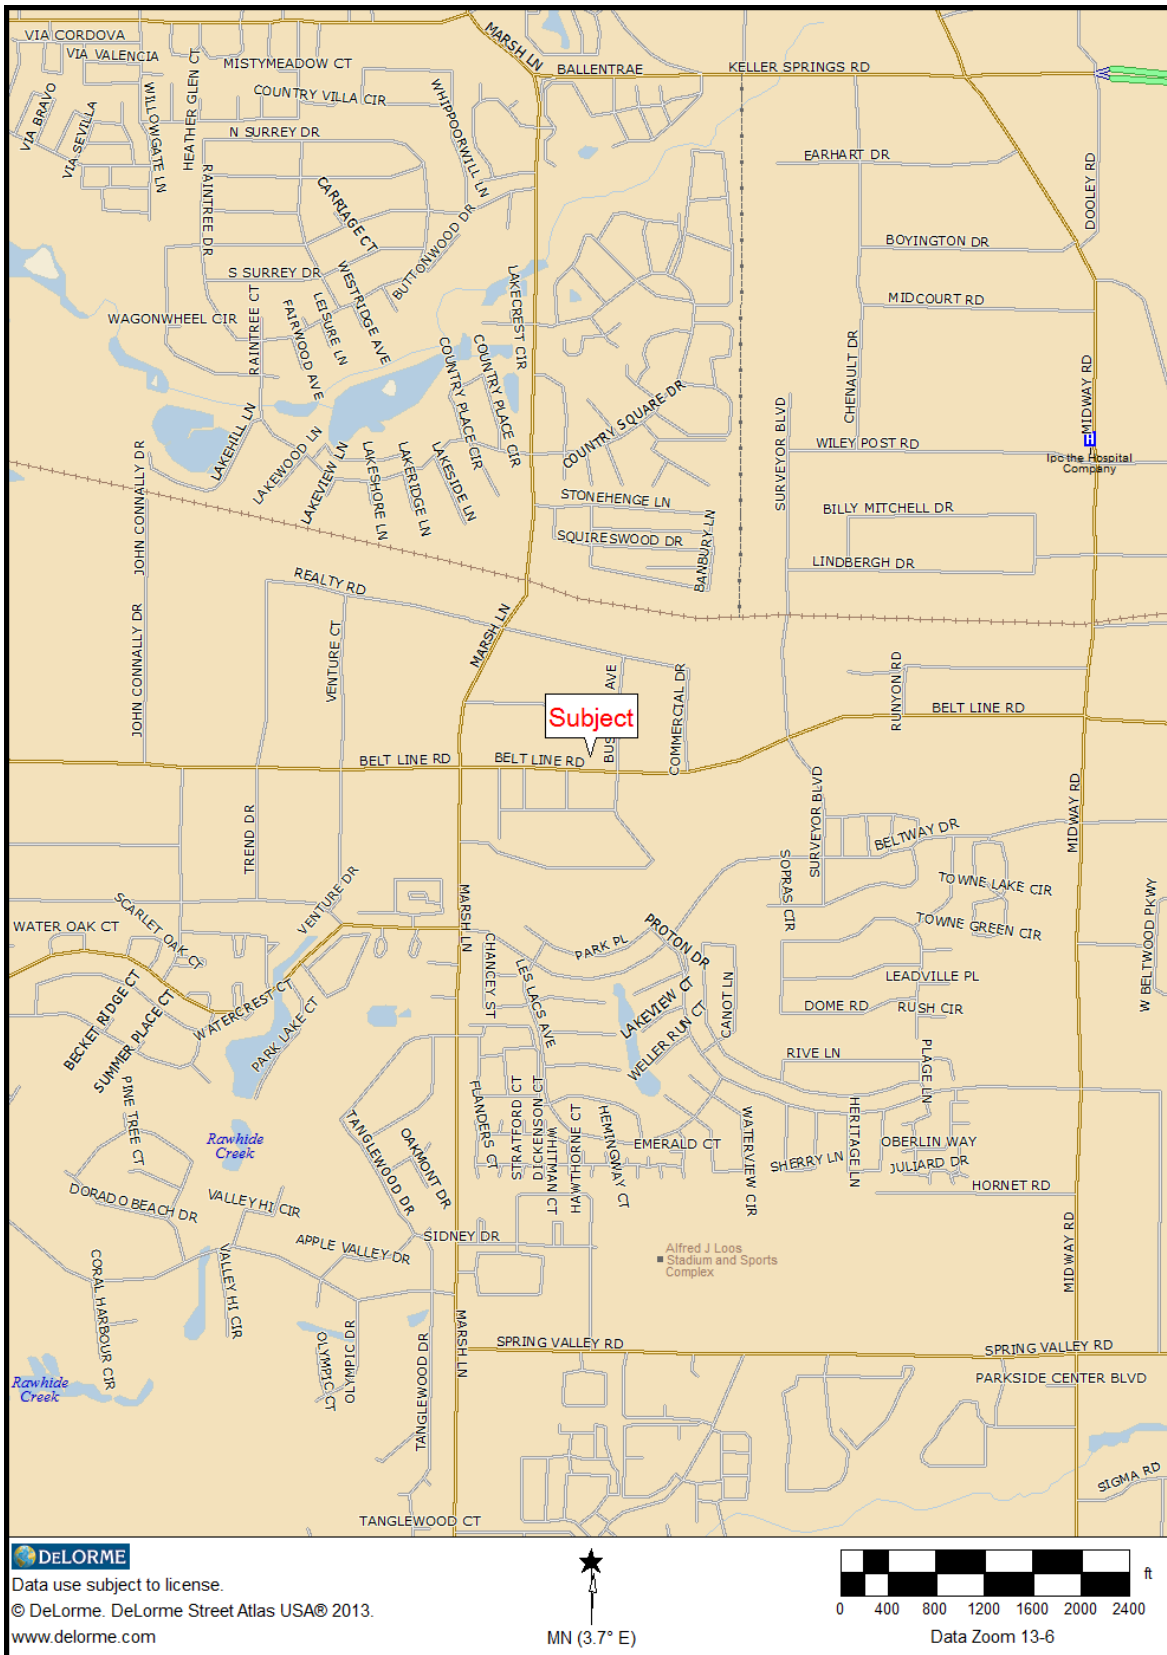 VIA CORDOVA
VIA VALENCIA
MISTYMEADOW CT
MARSH LN
BALLENTRAE
KELLER SPRINGS RD
VIA BRAVO
VIA SEVILLA
WILLOWGATE LN
HEATHER GLEN CT
COUNTRY VILLA CIR
WHIPPOORWILL LN
N SURREY DR
RAINTREE DR
CARRIAGE CT
BUTTONWOOD DR
EARHART DR
DOOLEY RD
BOYINGTON DR
S SURREY DR
WESTRIDGE AVE
LAKECREST CIR
MIDCOURT RD
WAGONWHEEL CIR
RAINTREE CT
FAIRWOOD AVE
LEISURE LN
COUNTRY PLACE CIR
COUNTRY PLACE CIR
CHENAULT DR
MIDWAY RD
COUNTRY SQUARE DR
SURVEYOR BLVD
WILEY POST RD
Ipc the Hospital
Company
LAKEHILL LN
LAKEWOOD LN
LAKEVIEW LN
LAKESHORE LN
LAKERIDGE LN
LAKESIDE LN
JOHN CONNALLY DR
STONEHENGE LN
SQUIRESWOOD DR
BANBURY LN
BILLY MITCHELL DR
LINDBERGH DR
REALTY RD
MARSH LN
JOHN CONNALLY DR
VENTURE CT
AVE
BUS
COMMERCIAL DR
RUNYON RD
BELT LINE RD
Subject
BELT LINE RD
BELT LINE RD
TREND DR
SURVEYOR BLVD
MIDWAY RD
BELTWAY DR
SOPRAS CIR
TOWNE LAKE CIR
TOWNE GREEN CIR
VENTURE DR
MARSH LN
SCARLET OAK CT
WATER OAK CT
CHANCEY ST
LES LACS AVE
PARK PL
PROTON DR
CANOT LN
LEADVILLE PL
W BELTWOOD PKWY
DOME RD
RUSH CIR
BECKET RIDGE CT
SUMMER PLACE CT
WATERCREST CT
PARK LAKE CT
LAKEVIEW CT
WELLER RUN CT
RIVE LN
PLAGE LN
PINE TREE CT
Rawhide
Creek
TANGLEWOOD DR
OAKMONT DR
FLANDERS CT
STRATFORD CT
DICKENSON CT
WHITMAN CT
HAWTHORNE CT
HEMINGWAY CT
EMERALD CT
WATERVIEW CIR
SHERRY LN
HERITAGE LN
OBERLIN WAY
JULIARD DR
HORNET RD
DORADO BEACH DR
VALLEY HI CIR
APPLE VALLEY DR
SIDNEY DR
Alfred J Loos
Stadium and Sports
Complex
MIDWAY RD
CORAL HARBOUR CIR
VALLEY HI CIR
OLYMPIC CT
OLYMPIC DR
TANGLEWOOD DR
MARSH LN
SPRING VALLEY RD
SPRING VALLEY RD
PARKSIDE CENTER BLVD
Rawhide
Creek
SIGMA RD
TANGLEWOOD CT
DELORME
Data use subject to license.
© DeLorme. DeLorme Street Atlas USA® 2013.
www.delorme.com
MN (3.7° E)
ft
0 400 800 1200 1600 2000 2400
Data Zoom 13-6